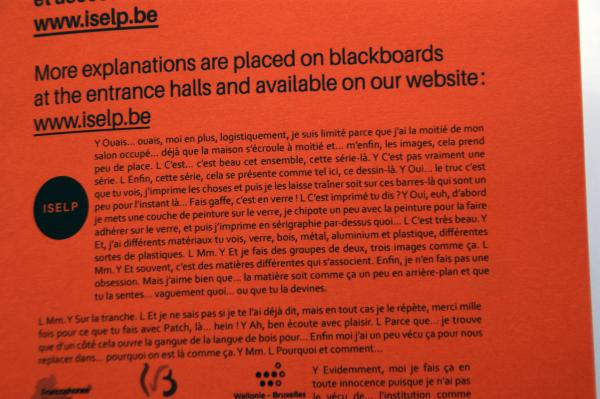 www.iselp.be
More explanations are placed on blackboards
at the entrance halls and available on our website :
www.iselp.be
Y Ouais... ouais, moi en plus, logistiquement, je suis limité parce que j'ai la moitié de mon
salon occupé... déjà que la maison s'écroule à moitié et... m'enfin, les images, cela prend
peu de place. L C'est... c'est beau cet ensemble, cette série-là. Y C'est pas vraiment une
série. L Enfin, cette série, cela se présente comme tel ici, ce dessin-là. Y Oui... le truc c'est
que tu vois, j'imprime les choses et puis je les laisse traîner soit sur ces barres-là qui sont un
peu pour l'instant là... Fais gaffe, c'est en verre ! L C'est imprimé tu dis ? Y Oui, euh, d'abord
je mets une couche de peinture sur le verre, je chipote un peu avec la peinture pour la faire
adhérer sur le verre, et puis j'imprime en sérigraphie par-dessus quoi... L C'est très beau. Y
Et, j'ai différents matériaux tu vois, verre, bois, métal, aluminium et plastique, différentes
sortes de plastiques. L Mm. Y Et je fais des groupes de deux, trois images comme ça. L
Mm. Y Et souvent, c'est des matières différentes qui s'associent. Enfin, je n'en fais pas une
obsession. Mais j'aime bien que... la matière soit comme ça un peu en arrière-plan et que
tu la sentes... vaguement quoi... ou que tu la devines.
ISELP
L Mm. Y Sur la tranche. L Et je ne sais pas si je te l'ai déjà dit, mais en tout cas je le répète, merci mille
fois pour ce que tu fais avec Patch, là... hein ! Y Ah, ben écoute avec plaisir. L Parce que... je trouve
que d'un côté cela ouvre la gangue de la langue de bois pour... Enfin moi j'ai un peu vécu ça pour nous
replacer dans... pourquoi on est là comme ça. Y Mm. L Pourquoi et comment...
Y Evidemment, moi je fais ça en
toute innocence puisque je n'ai pas
le vécu de... l'institution comme
Wallonie - Bruxelles